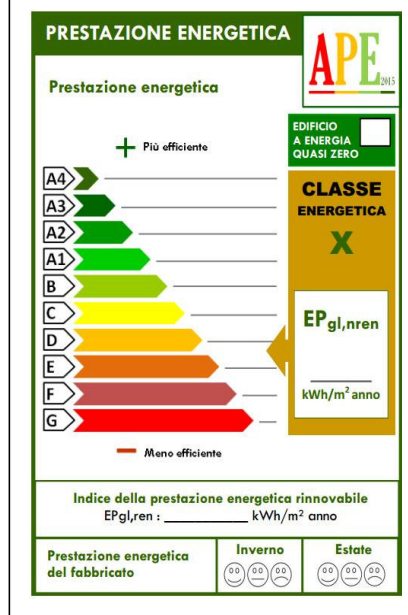 PRESTAZIONE ENERGETICA
APE 2015
Prestazione energetica
EDIFICIO
A ENERGIA
QUASI ZERO
+ Più efficiente
CLASSE
ENERGETICA
X
A4
A3
A2
A1
B
C
D
E
F
G
EPgl,nren
________
kWh/m² anno
− Meno efficiente
Indice della prestazione energetica rinnovabile
EPgl,ren : ____________ kWh/m² anno
Prestazione energetica
del fabbricato
Inverno
Estate